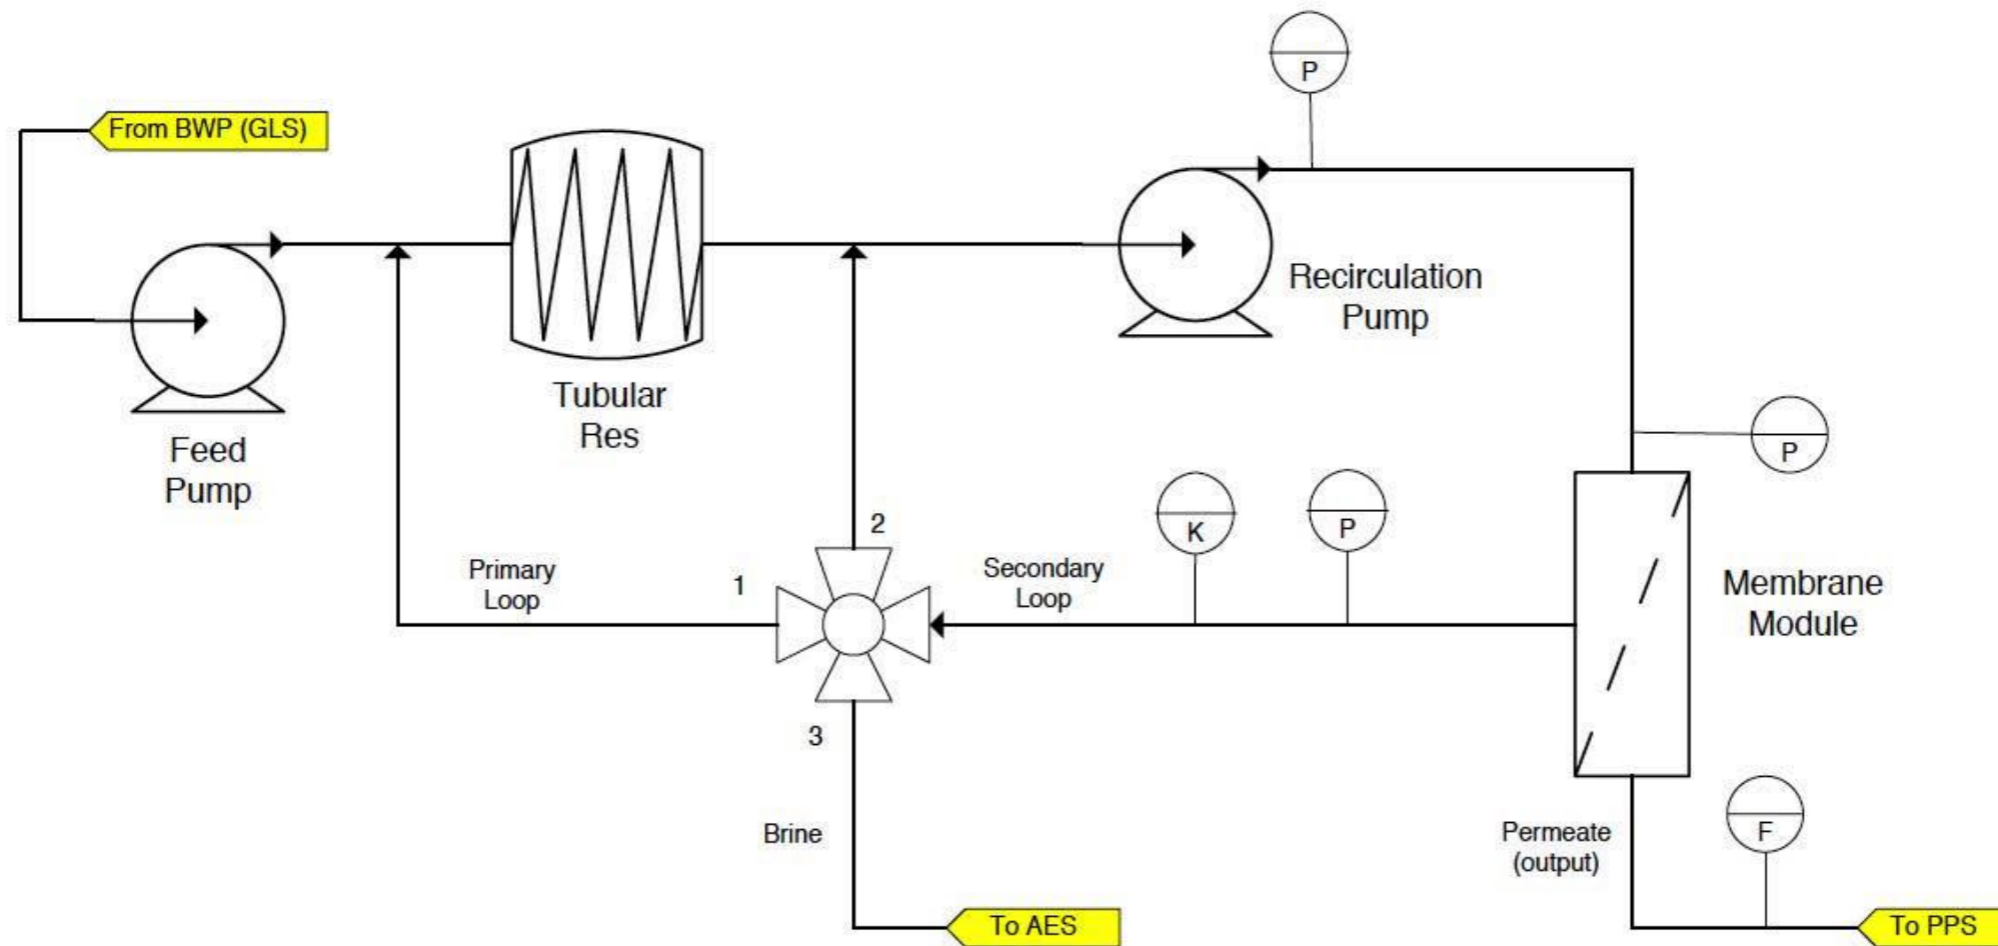 P
From BWP (GLS)
Recirculation
Pump
Tubular
Res
Feed
Pump
P
2
K
P
Primary
Loop
1
Secondary
Loop
Membrane
Module
3
Brine
Permeate
(output)
F
To AES
To PPS